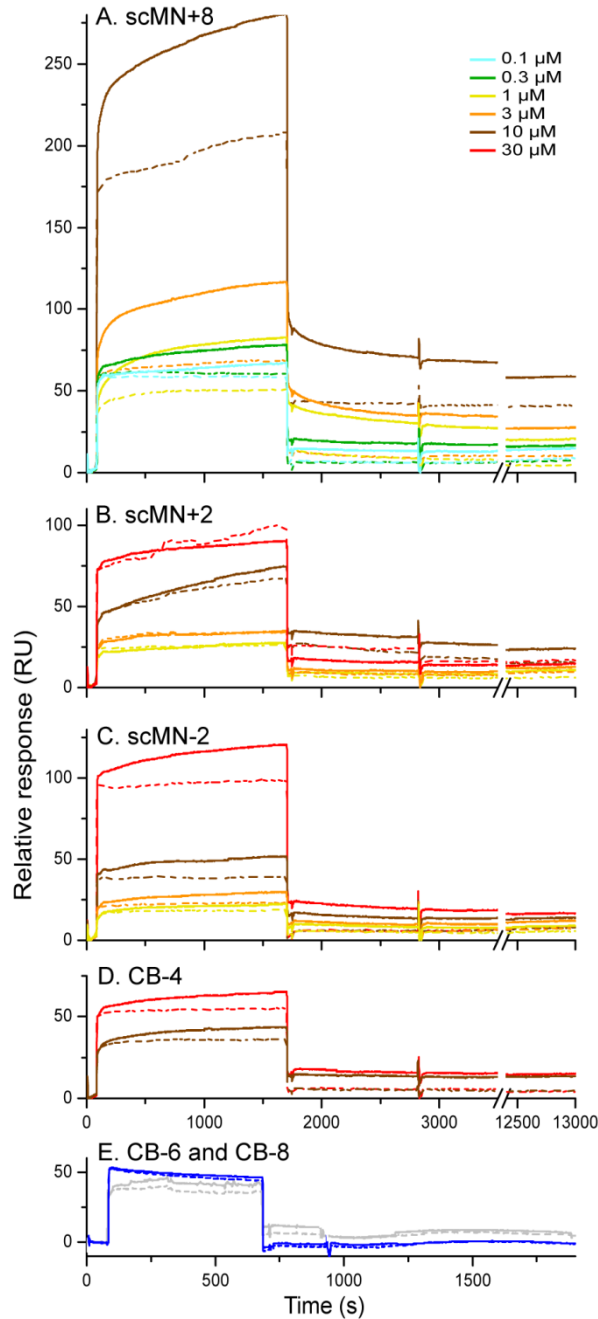 A. scMN+8
0.1 µM
0.3 µM
1 µM
3 µM
10 µM
30 µM
250
200
150
100
50
0
B. scMN+2
100
50
0
C. scMN-2
100
50
0
D. CB-4
50
0
0 1000 2000 3000 12500 13000
E. CB-6 and CB-8
50
0
0 500 1000 1500
Time (s)
Relative response (RU)